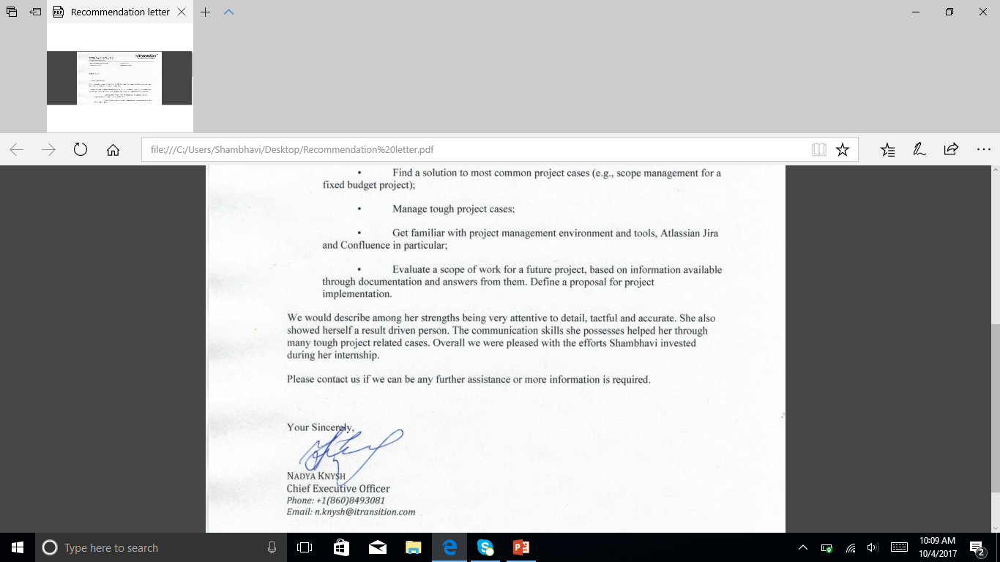 Recommendation letter
itransition
file:///C:/Users/Shambhavi/Desktop/Recommendation%20letter.pdf
• Find a solution to most common project cases (e.g., scope management for a
fixed budget project);
• Manage tough project cases;
• Get familiar with project management environment and tools, Atlassian Jira
and Confluence in particular;
• Evaluate a scope of work for a future project, based on information available
through documentation and answers from them. Define a proposal for project
implementation.
We would describe among her strengths being very attentive to detail, tactful and accurate. She also
showed herself a result driven person. The communication skills she possesses helped her through
many tough project related cases. Overall we were pleased with the efforts Shambhavi invested
during her internship.
Please contact us if we can be any further assistance or more information is required.
Your Sincerely,
NADYA KNYSH
Chief Executive Officer
Phone: +1(860)8493081
Email: n.knysh@itransition.com
Type here to search
10:09 AM
10/4/2017
2